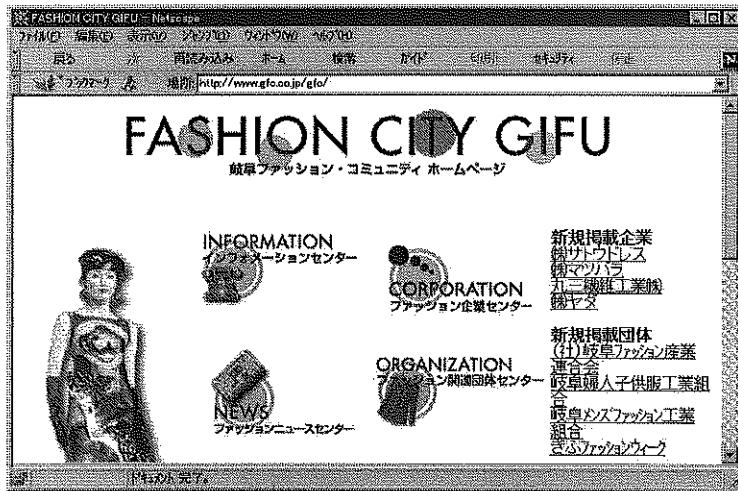 FASHION CITY GIFU - Netscape
ファイル(F) 編集(E) 表示(V) ジャンプ(G) ウィンドウ(W) ヘルプ(H)
戻る 再読み込み ホーム 検索 ガイド 印刷 セキュリティ 停止
ブックマーク 場所: http://www.gfc.co.jp/gfc/
FASHION CITY GIFU
岐阜ファッション・コミュニティ ホームページ
INFORMATION
インフォメーションセンター
CORPORATION
ファッション企業センター
NEWS
ファッションニュースセンター
ORGANIZATION
ファッション関連団体センター
新規掲載企業
㈱サトウドレス
㈱マツバラ
丸三繊維工業㈱
㈱ヤダ
新規掲載団体
(社)岐阜ファッション産業
連合会
岐阜婦人子供服工業組
合
岐阜メンズファッション工業
組合
ぎふファッションウィーク
ドキュメント: 完了。